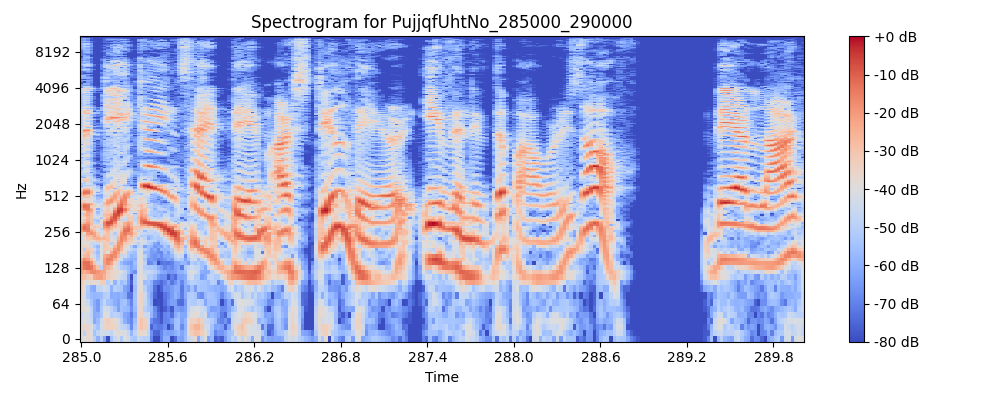 Spectrogram for PujjqfUhtNo_285000_290000
+0 dB
8192
-10 dB
4096
-20 dB
2048
-30 dB
1024
Hz
512
-40 dB
256
-50 dB
128
-60 dB
64
-70 dB
0
-80 dB
285.0 285.6 286.2 286.8 287.4 288.0 288.6 289.2 289.8
Time